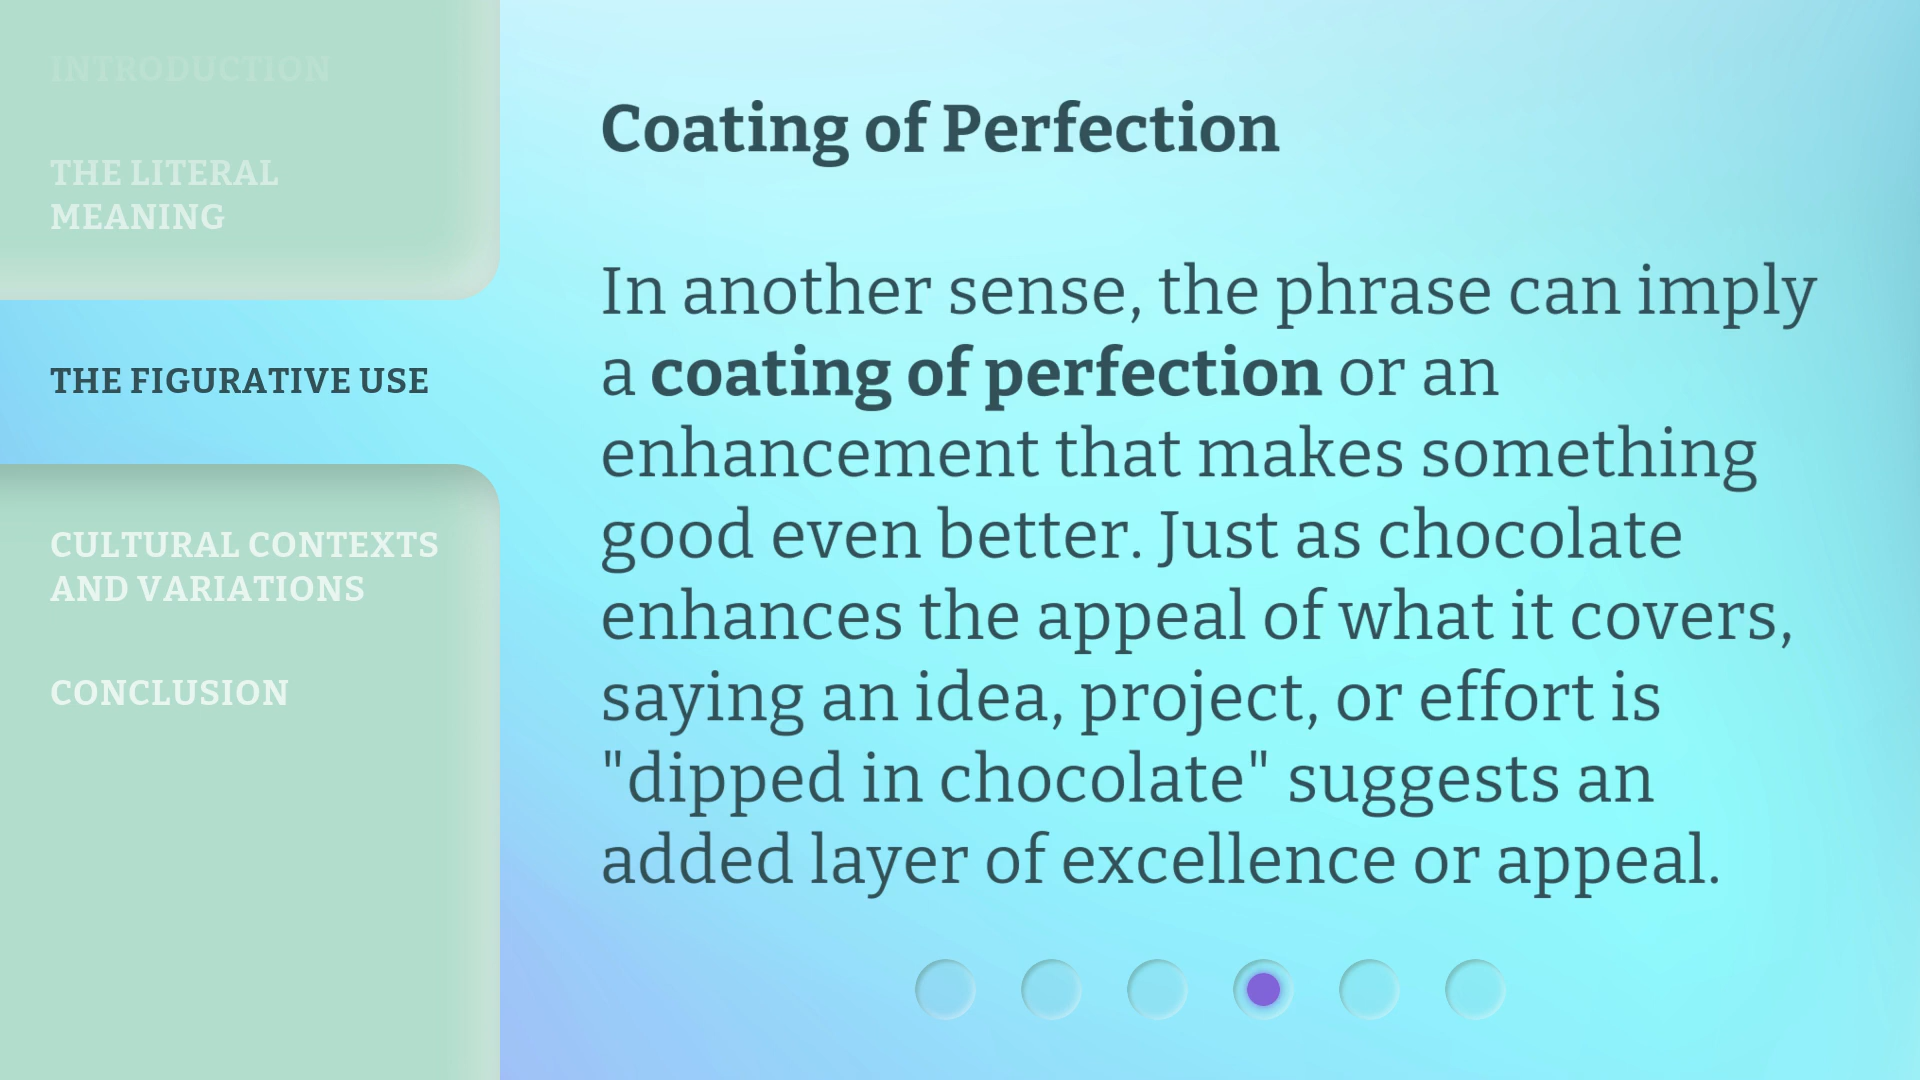 INTRODUCTION
THE LITERAL
MEANING
THE FIGURATIVE USE
CULTURAL CONTEXTS
AND VARIATIONS
CONCLUSION
Coating of Perfection
In another sense, the phrase can imply
a coating of perfection or an
enhancement that makes something
good even better. Just as chocolate
enhances the appeal of what it covers,
saying an idea, project, or effort is
"dipped in chocolate" suggests an
added layer of excellence or appeal.